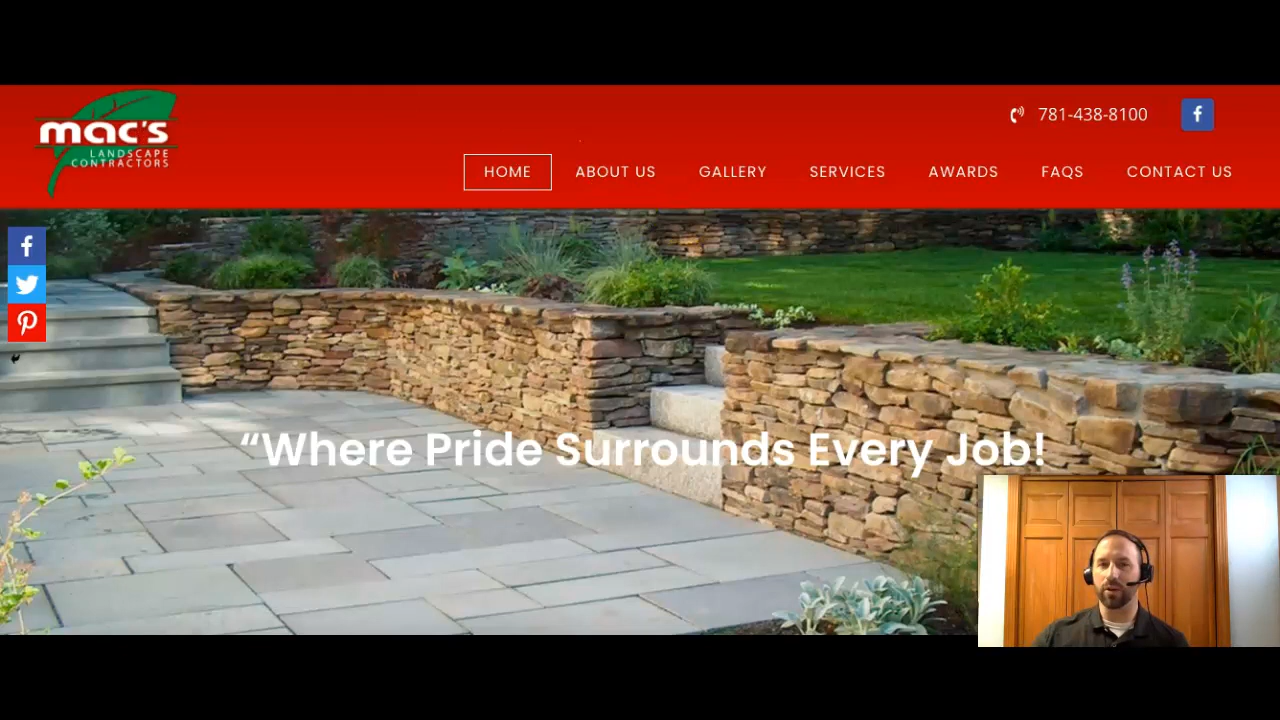 mac's
LANDSCAPE
CONTRACTORS
781-438-8100
HOME ABOUT US GALLERY SERVICES AWARDS FAQS CONTACT US
“Where Pride Surrounds Every Job!